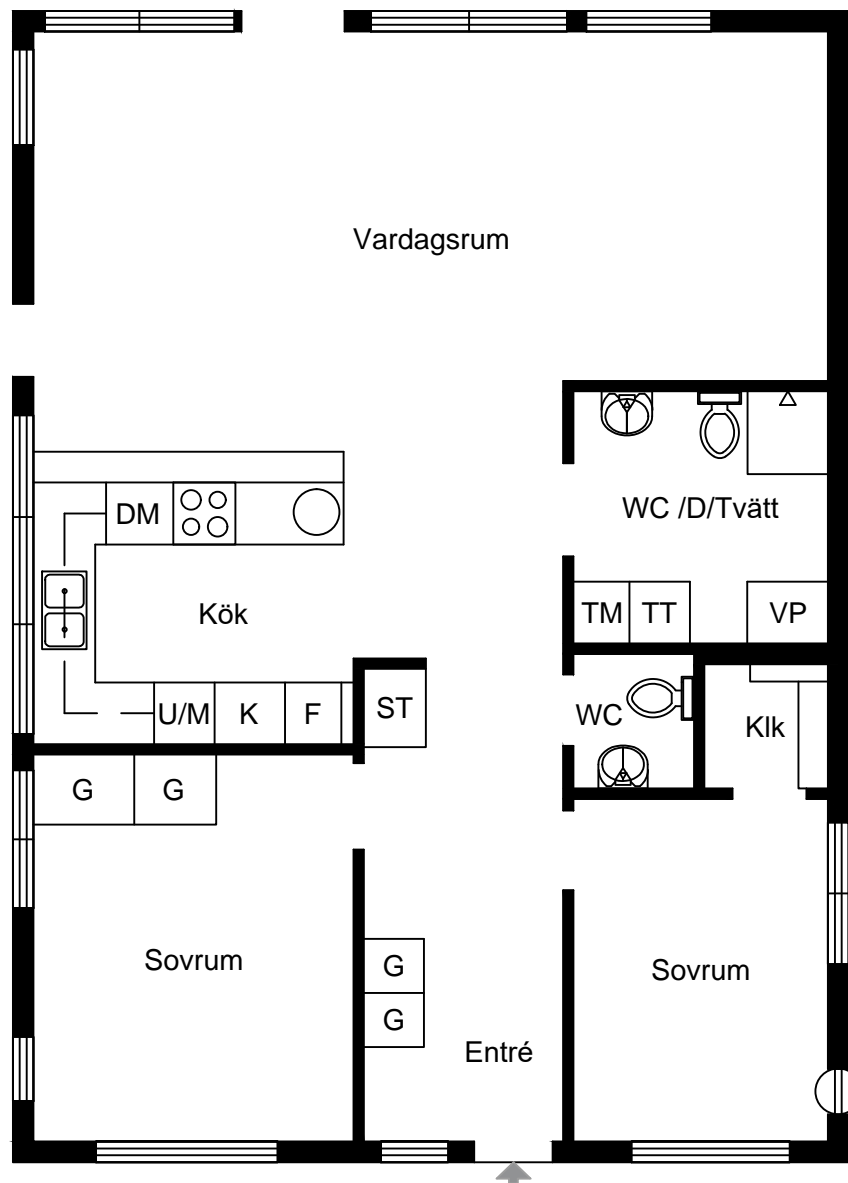 Vardagsrum
DM
WC /D/Tvätt
Kök
TM
TT
VP
U/M
K
F
ST
WC
Klk
G
G
Sovrum
G
Sovrum
G
Entré